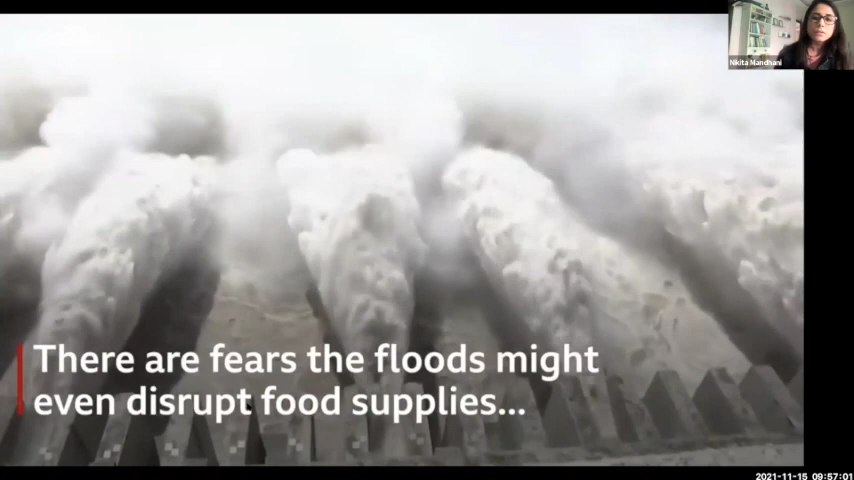 Nikita Mandhani
There are fears the floods might
even disrupt food supplies...
2021-11-15 09:57:01